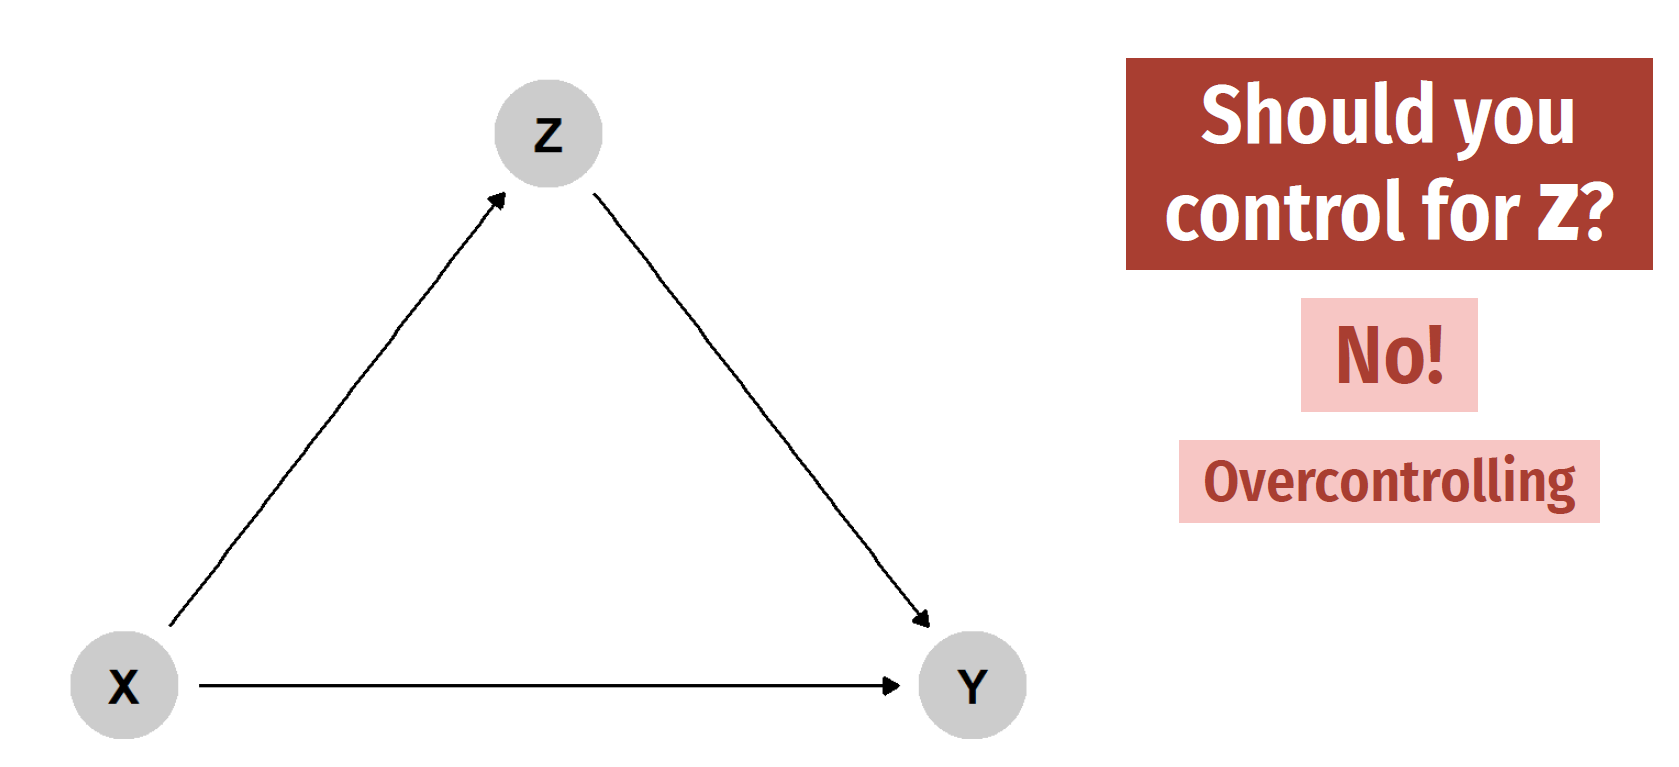 Z
X
Y
Should you
control for Z?
No!
Overcontrolling